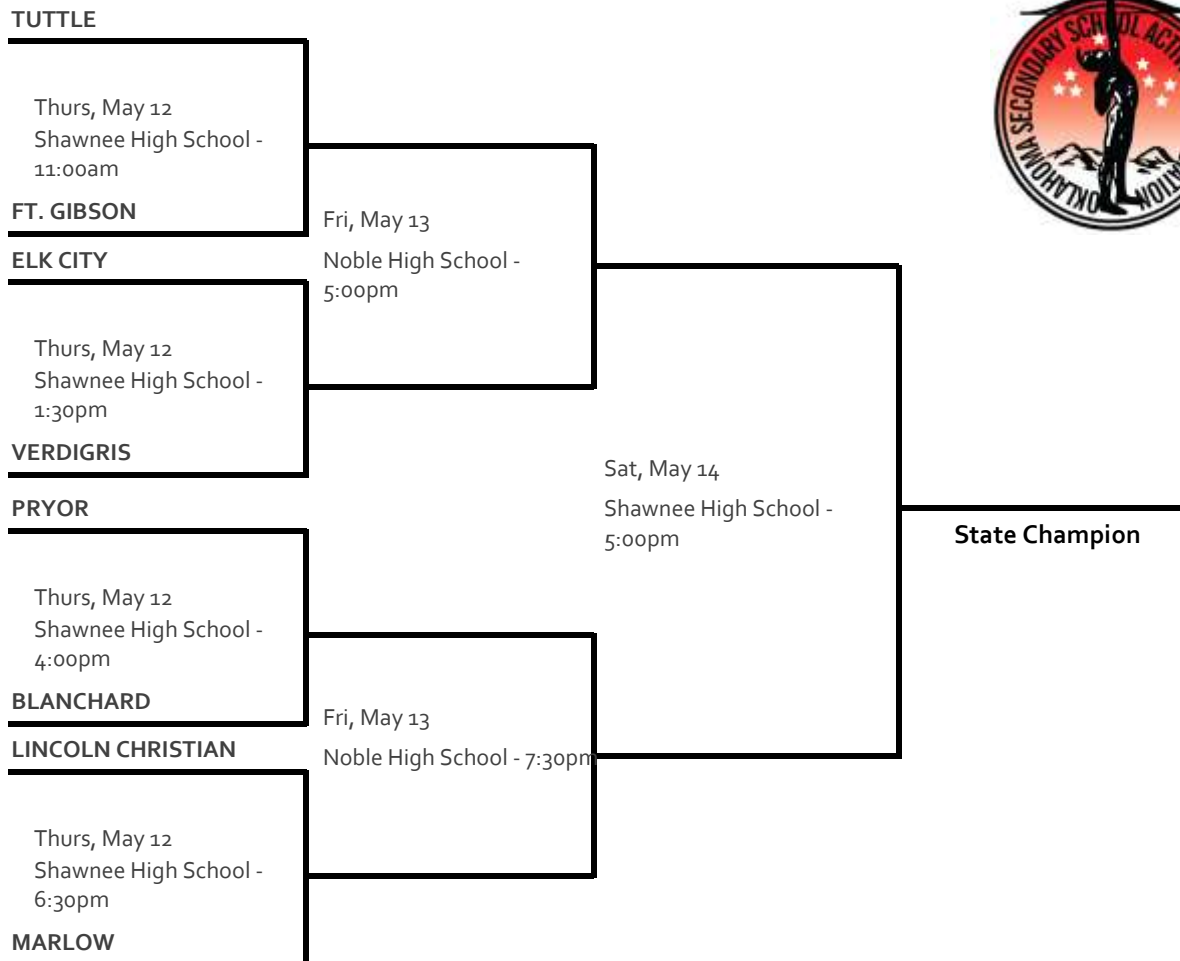 TUTTLE
Thurs, May 12
Shawnee High School -
11:00am
FT. GIBSON
Fri, May 13
Noble High School -
5:00pm
ELK CITY
Thurs, May 12
Shawnee High School -
1:30pm
VERDIGRIS
Sat, May 14
Shawnee High School -
5:00pm
State Champion
PRYOR
Thurs, May 12
Shawnee High School -
4:00pm
BLANCHARD
Fri, May 13
Noble High School - 7:30pm
LINCOLN CHRISTIAN
Thurs, May 12
Shawnee High School -
6:30pm
MARLOW
OKLAHOMA SECONDARY SCHOOL